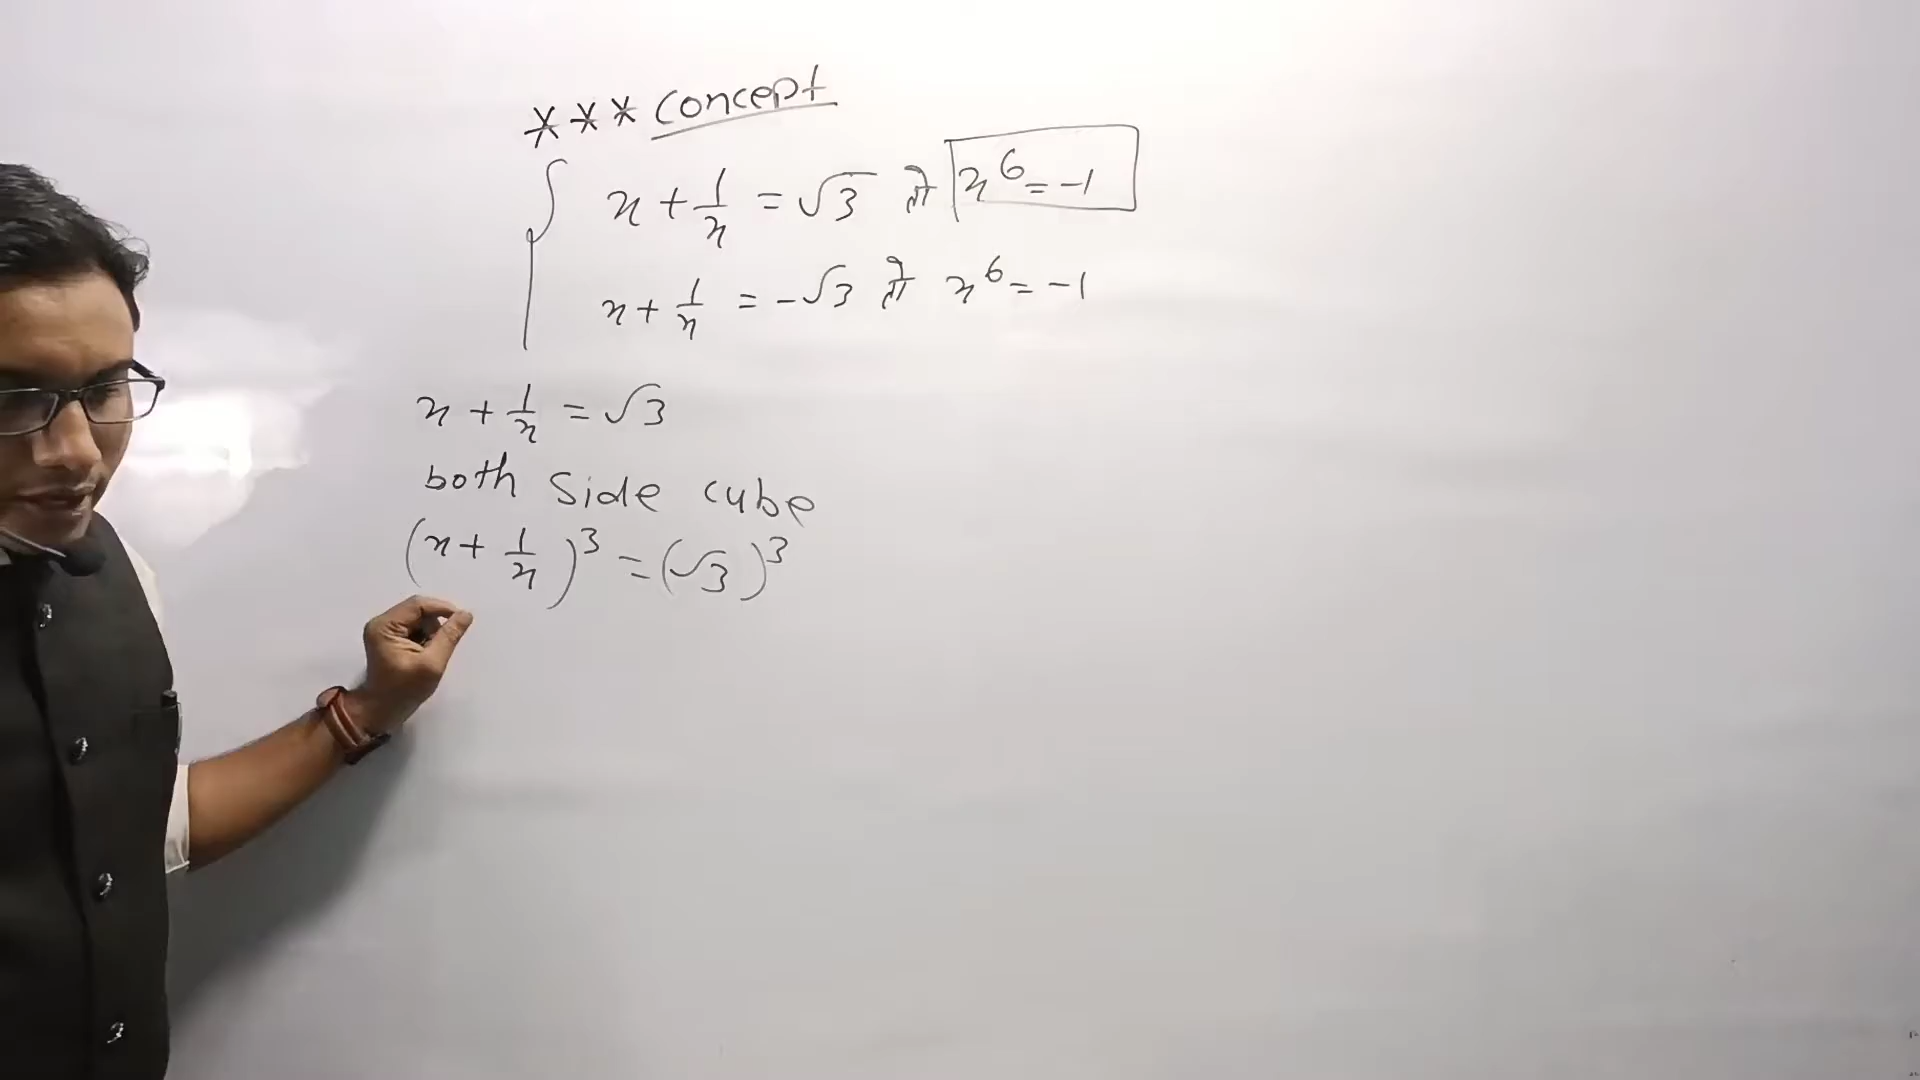 *** Concept
x + 1/x = √3 तो x⁶ = -1
x + 1/x = -√3 तो x⁶ = -1
x + 1/x = √3
both side cube
(x + 1/x)³ = (√3)³